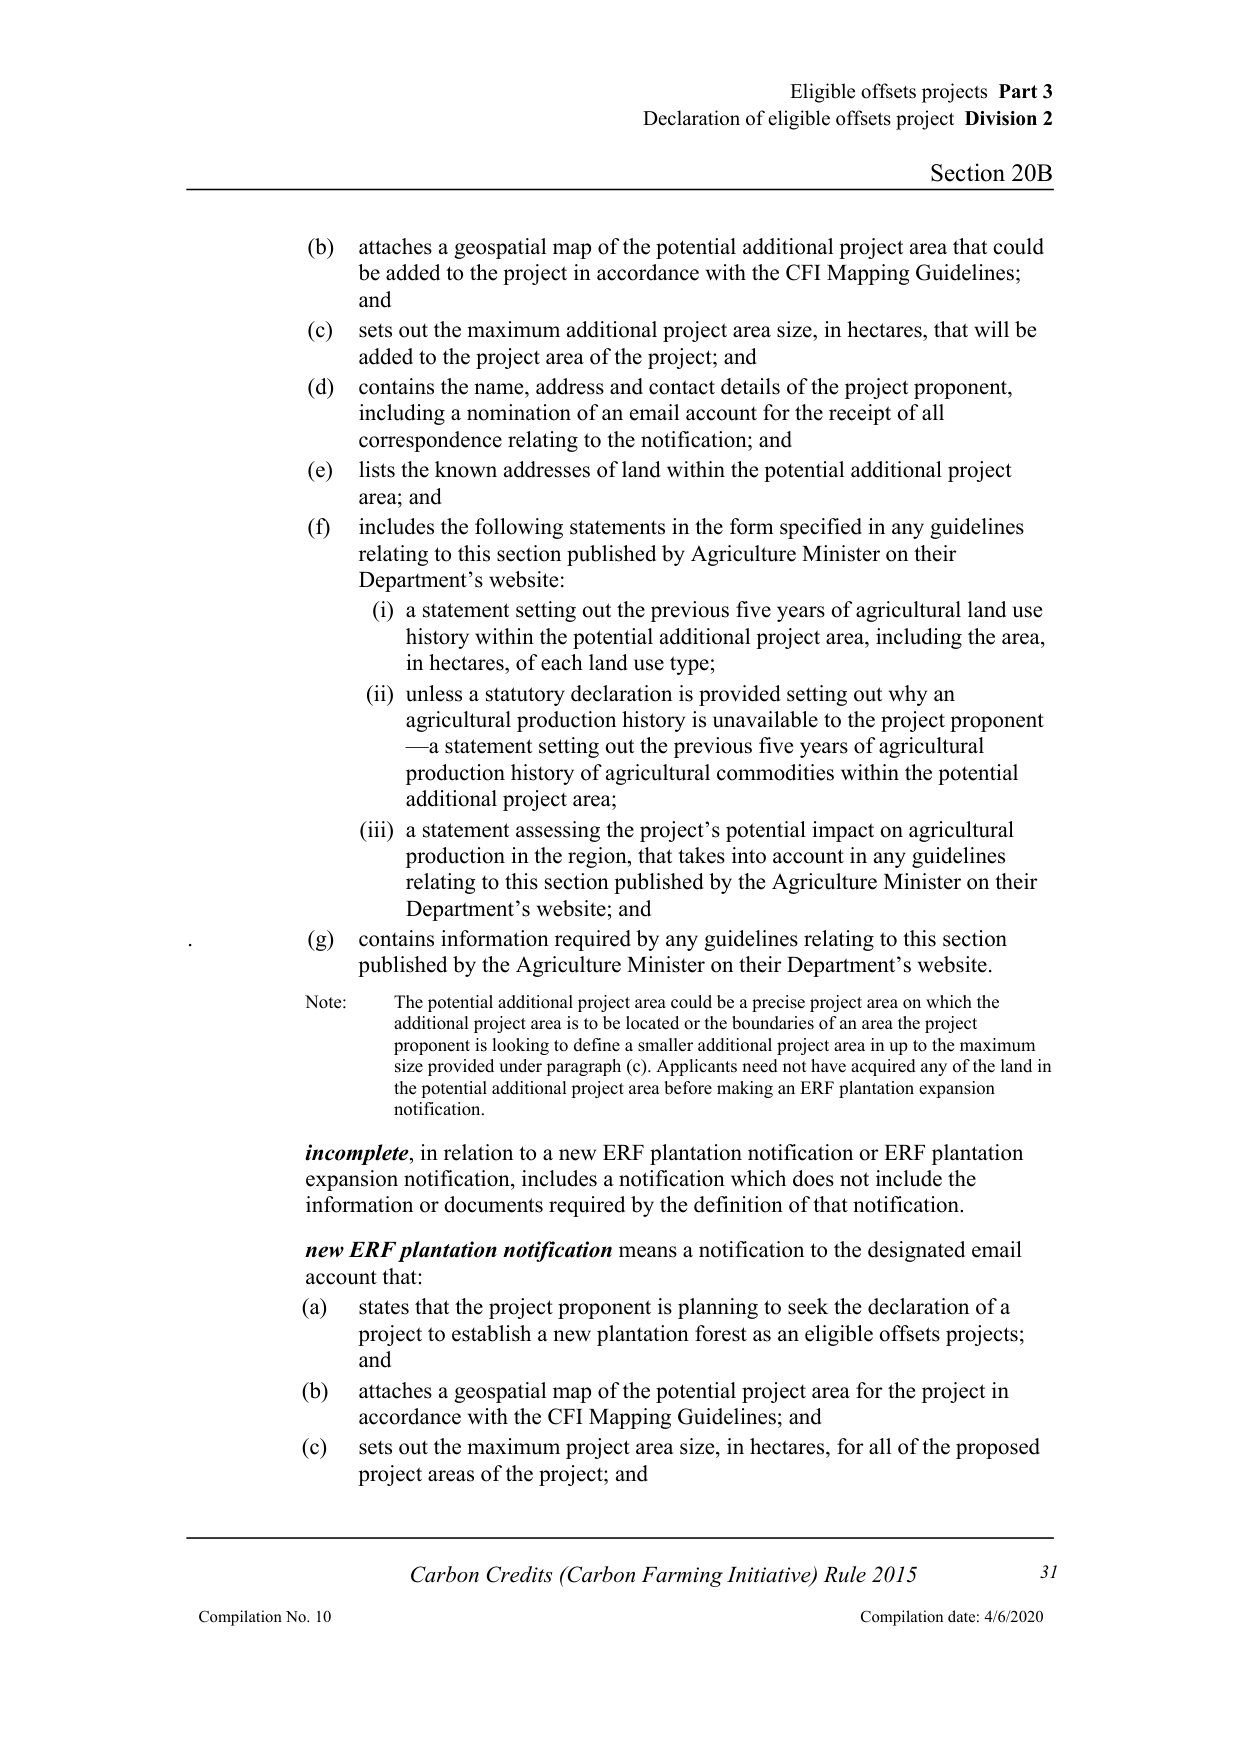 Eligible offsets projects Part 3
Declaration of eligible offsets project Division 2
Section 20B
(b) attaches a geospatial map of the potential additional project area that could
be added to the project in accordance with the CFI Mapping Guidelines;
and
(c) sets out the maximum additional project area size, in hectares, that will be
added to the project area of the project; and
(d) contains the name, address and contact details of the project proponent,
including a nomination of an email account for the receipt of all
correspondence relating to the notification; and
(e) lists the known addresses of land within the potential additional project
area; and
(f) includes the following statements in the form specified in any guidelines
relating to this section published by Agriculture Minister on their
Department’s website:
(i) a statement setting out the previous five years of agricultural land use
history within the potential additional project area, including the area,
in hectares, of each land use type;
(ii) unless a statutory declaration is provided setting out why an
agricultural production history is unavailable to the project proponent
—a statement setting out the previous five years of agricultural
production history of agricultural commodities within the potential
additional project area;
(iii) a statement assessing the project’s potential impact on agricultural
production in the region, that takes into account in any guidelines
relating to this section published by the Agriculture Minister on their
Department’s website; and
. (g) contains information required by any guidelines relating to this section
published by the Agriculture Minister on their Department’s website.
Note: The potential additional project area could be a precise project area on which the
additional project area is to be located or the boundaries of an area the project
proponent is looking to define a smaller additional project area in up to the maximum
size provided under paragraph (c). Applicants need not have acquired any of the land in
the potential additional project area before making an ERF plantation expansion
notification.
incomplete, in relation to a new ERF plantation notification or ERF plantation
expansion notification, includes a notification which does not include the
information or documents required by the definition of that notification.
new ERF plantation notification means a notification to the designated email
account that:
(a) states that the project proponent is planning to seek the declaration of a
project to establish a new plantation forest as an eligible offsets projects;
and
(b) attaches a geospatial map of the potential project area for the project in
accordance with the CFI Mapping Guidelines; and
(c) sets out the maximum project area size, in hectares, for all of the proposed
project areas of the project; and
Carbon Credits (Carbon Farming Initiative) Rule 2015 31
Compilation No. 10 Compilation date: 4/6/2020